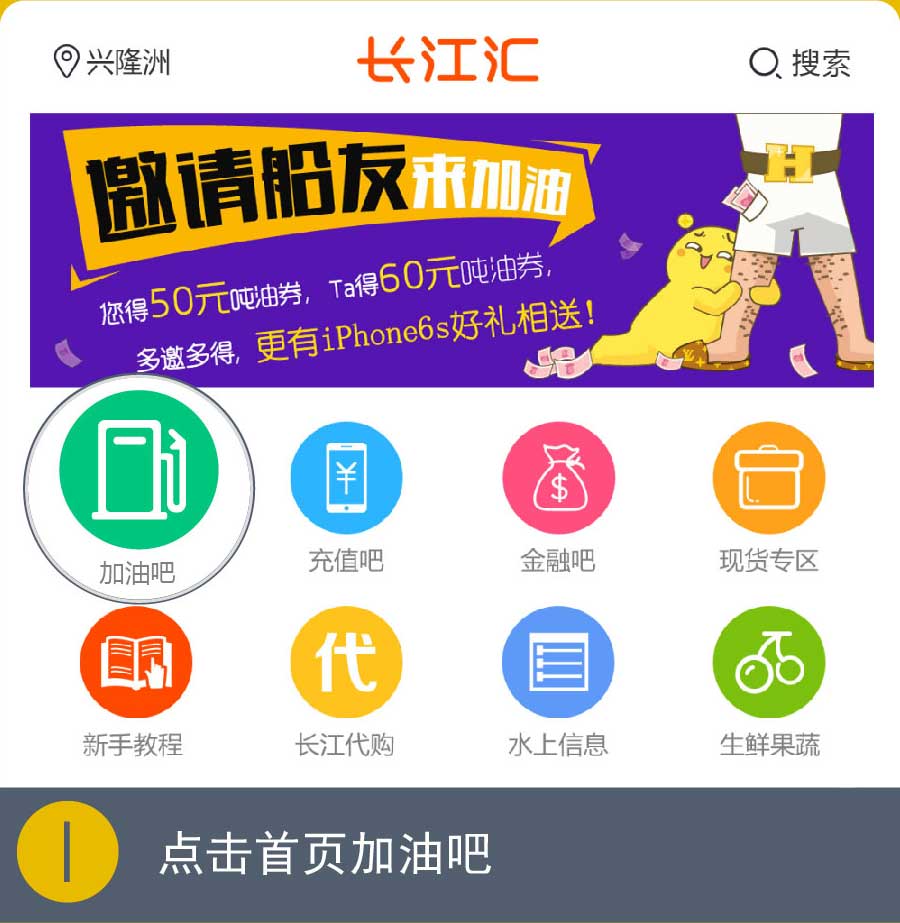 兴隆洲
长江汇
搜索
邀请船友来加油
您得50元吨油券，Ta得60元吨油券，
多邀多得，更有iPhone6s好礼相送！
H
¥
$
加油吧
充值吧
金融吧
现货专区
代
新手教程
长江代购
水上信息
生鲜果蔬
点击首页加油吧